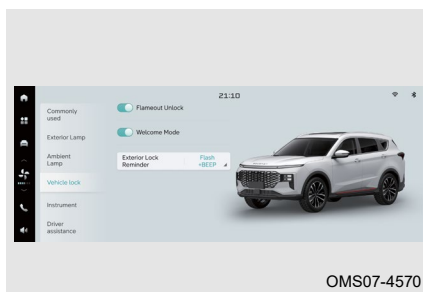 21:10
Commonly
used
Exterior Lamp
Ambient
Lamp
Vehicle lock
Instrument
Driver
assistance
Flameout Unlock
Welcome Mode
Exterior Lock
Reminder
Flash
+BEEP
OMS07-4570